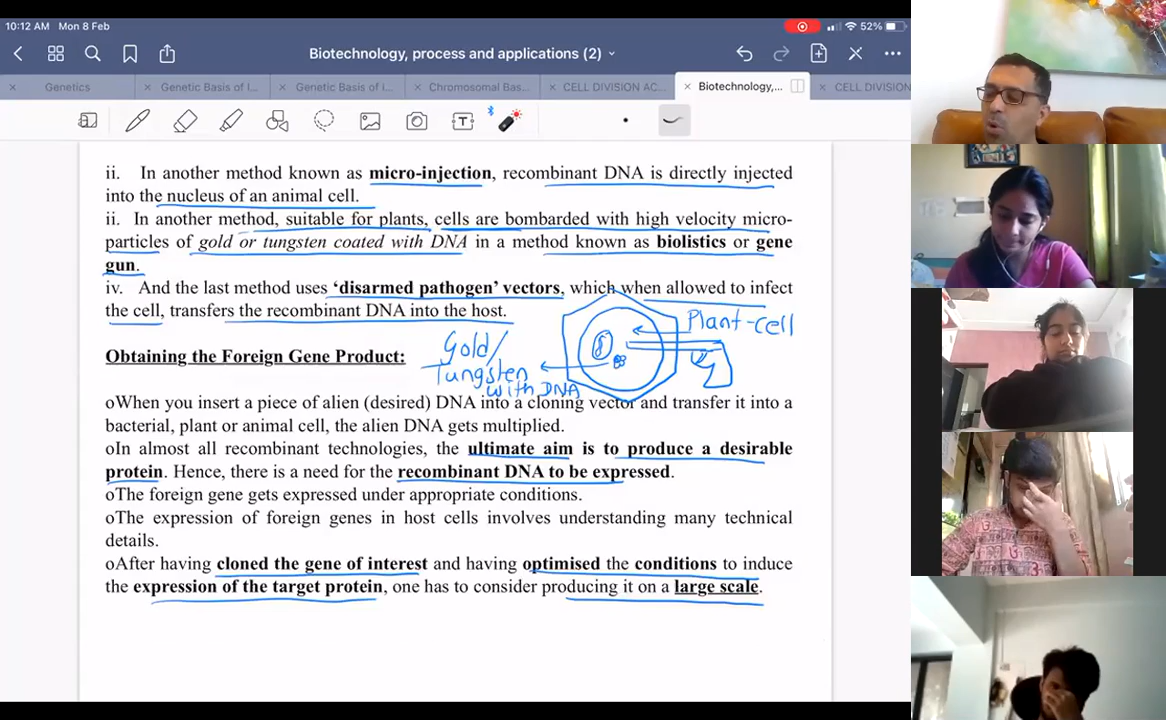 10:12 AM Mon 8 Feb
52%
Biotechnology, process and applications (2)
Genetics
Genetic Basis of I...
Genetic Basis of I...
Chromosomal Bas...
CELL DIVISION AC...
Biotechnology,...
CELL DIVISION
ii. In another method known as micro-injection, recombinant DNA is directly injected
into the nucleus of an animal cell.
ii. In another method, suitable for plants, cells are bombarded with high velocity micro-
particles of gold or tungsten coated with DNA in a method known as biolistics or gene
gun.
iv. And the last method uses ‘disarmed pathogen’ vectors, which when allowed to infect
the cell, transfers the recombinant DNA into the host.
Plant-cell
Gold/
Tungsten
with DNA
Obtaining the Foreign Gene Product:
oWhen you insert a piece of alien (desired) DNA into a cloning vector and transfer it into a
bacterial, plant or animal cell, the alien DNA gets multiplied.
oIn almost all recombinant technologies, the ultimate aim is to produce a desirable
protein. Hence, there is a need for the recombinant DNA to be expressed.
oThe foreign gene gets expressed under appropriate conditions.
oThe expression of foreign genes in host cells involves understanding many technical
details.
oAfter having cloned the gene of interest and having optimised the conditions to induce
the expression of the target protein, one has to consider producing it on a large scale.